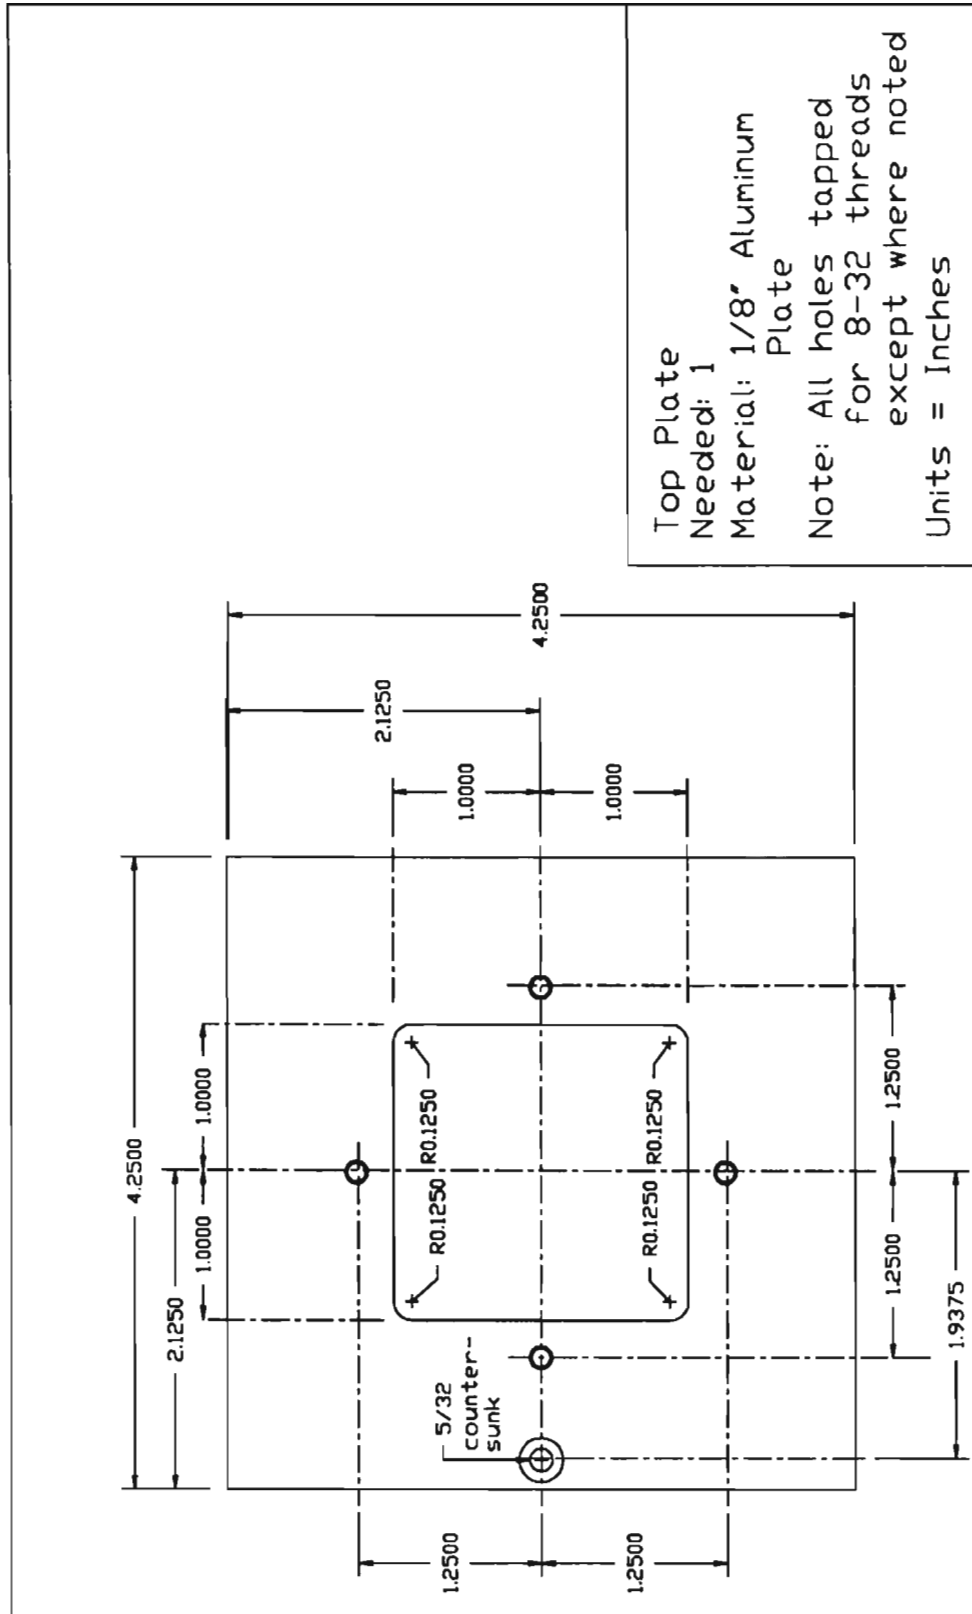 4.2500
2.1250
1.0000
1.0000
2.1250
4.2500
1.0000
1.0000
R0.1250
R0.1250
R0.1250
R0.1250
5/32
counter-
sunk
1.2500
1.2500
1.2500
1.2500
1.9375
Top Plate
Needed: 1
Material: 1/8" Aluminum
Plate
Note: All holes tapped
for 8-32 threads
except where noted
Units = Inches